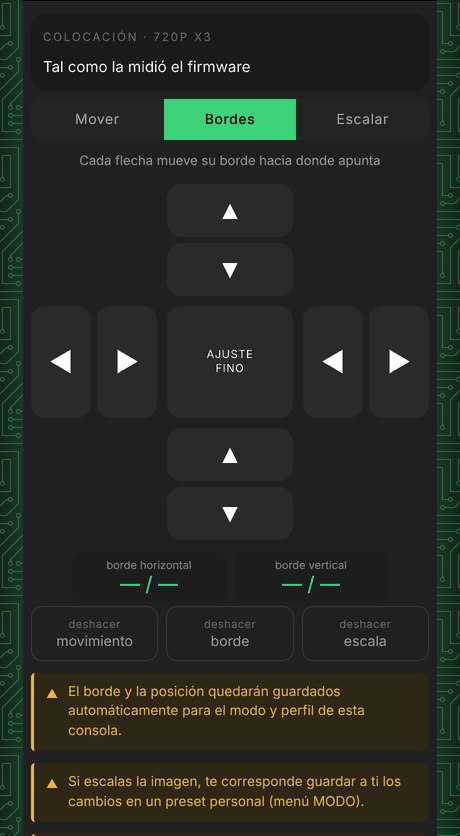 COLOCACIÓN · 720P X3
Tal como la midió el firmware
Mover Bordes Escalar
Cada flecha mueve su borde hacia donde apunta
▲
▼
◀ ▶ AJUSTE FINO ◀ ▶
▲
▼
borde horizontal borde vertical
— / — — / —
deshacer deshacer deshacer
movimiento borde escala
▲ El borde y la posición quedarán guardados
automáticamente para el modo y perfil de esta
consola.
▲ Si escalas la imagen, te corresponde guardar a ti los
cambios en un preset personal (menú MODO).